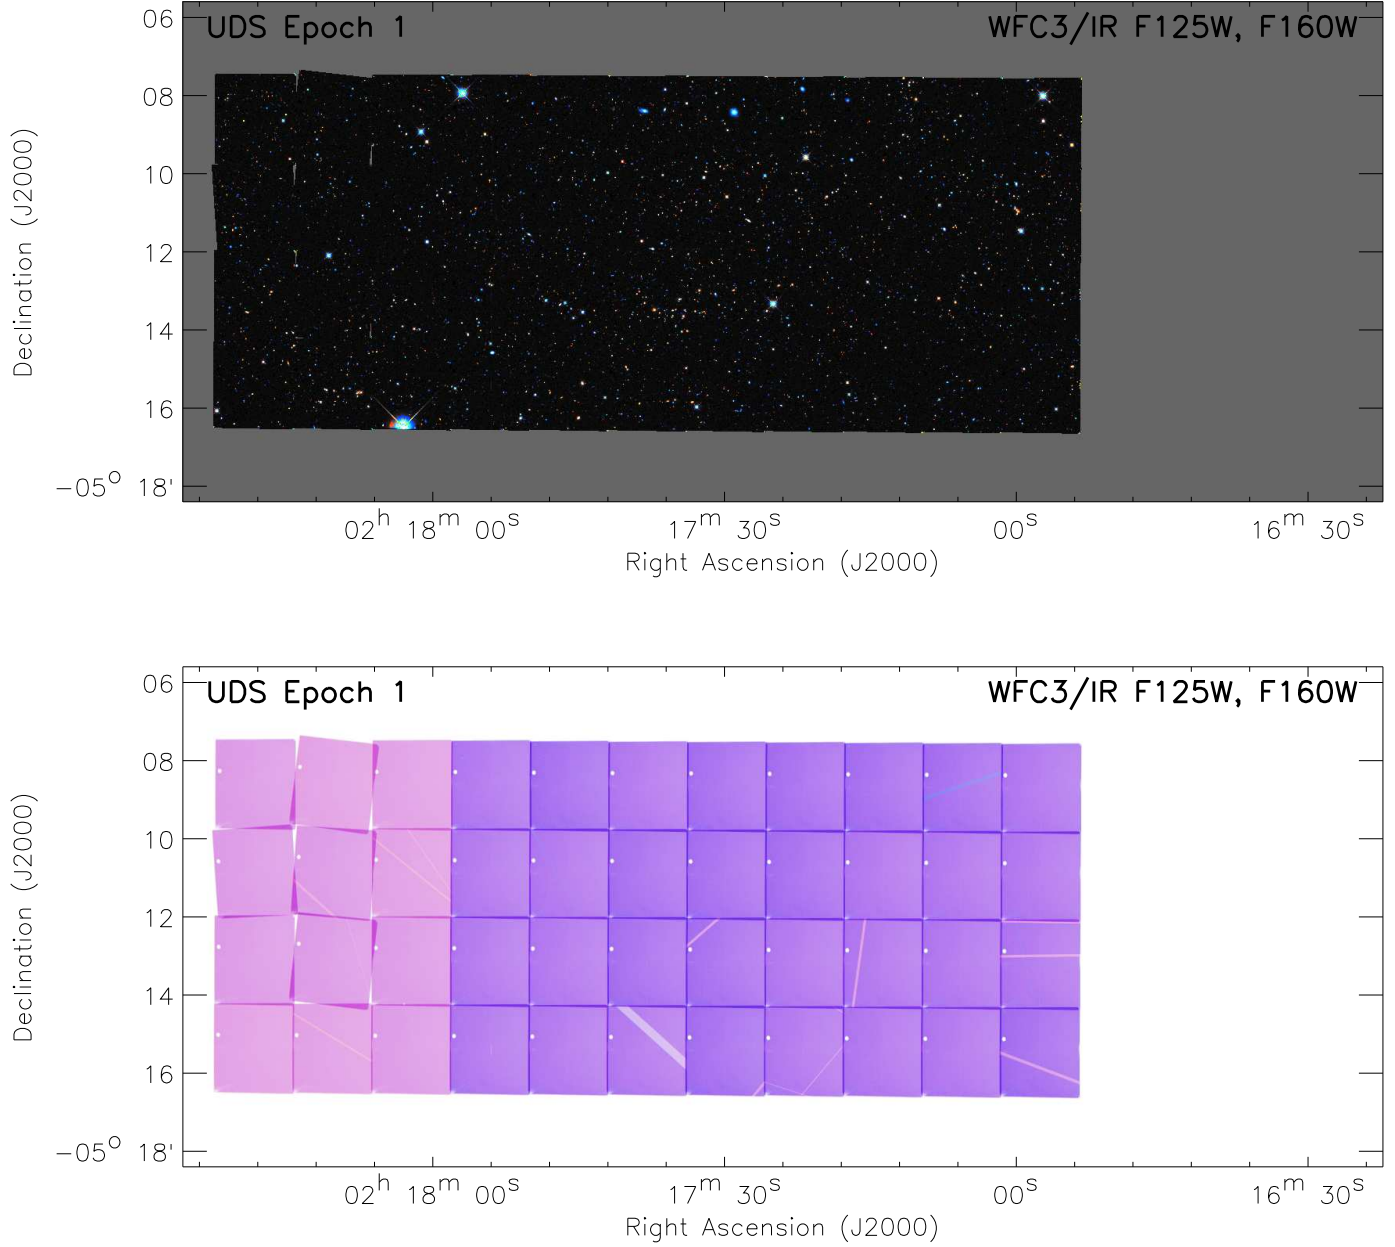 UDS Epoch 1 WFC3/IR F125W, F160W
06
08
10
12
14
16
-05° 18'
Declination (J2000)
02h 18m 00s 17m 30s 00s 16m 30s
Right Ascension (J2000)
UDS Epoch 1 WFC3/IR F125W, F160W
06
08
10
12
14
16
-05° 18'
Declination (J2000)
02h 18m 00s 17m 30s 00s 16m 30s
Right Ascension (J2000)